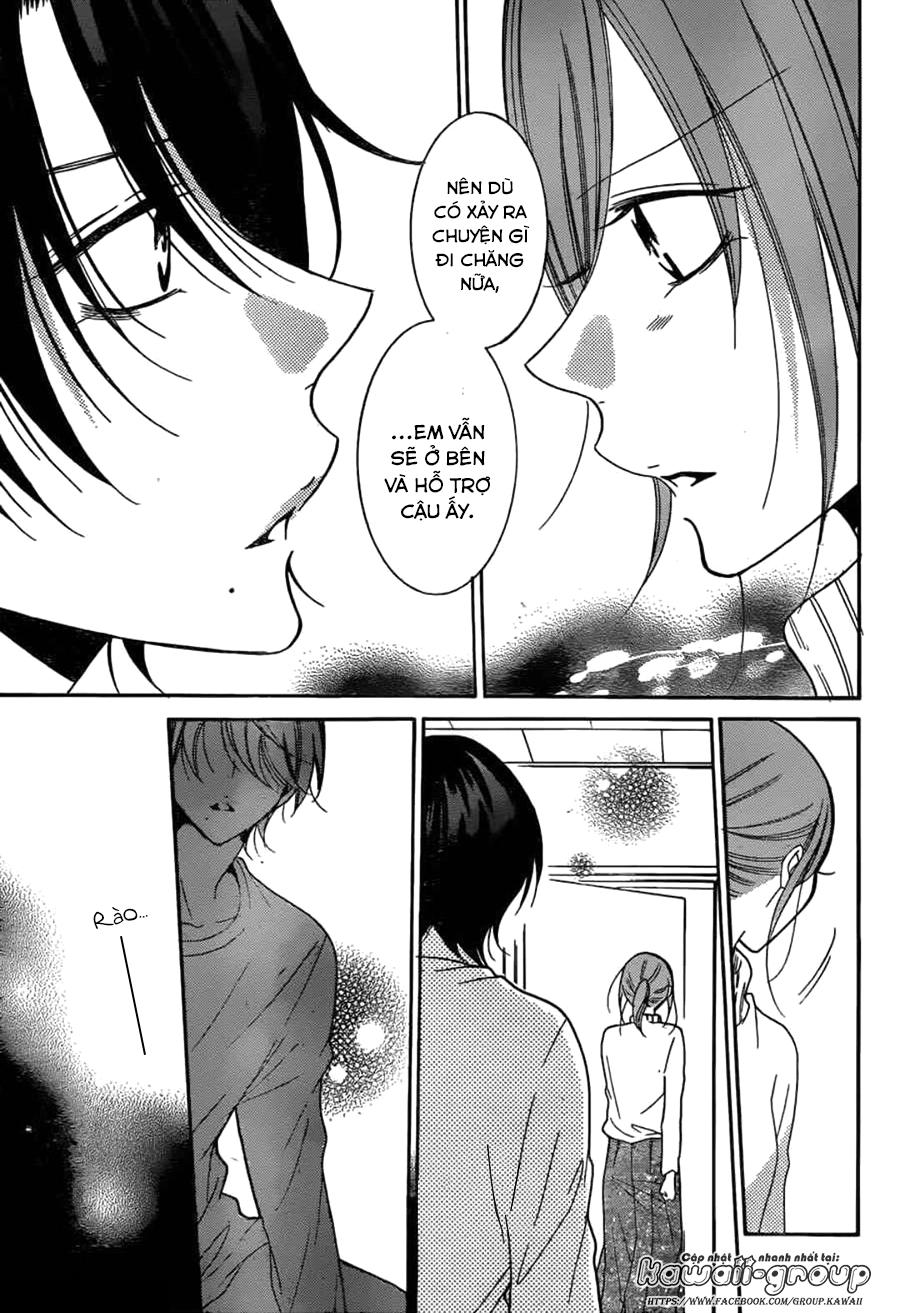 NÊN DÙ
CÓ XẢY RA
CHUYỆN GÌ
ĐI CHĂNG
NỮA,
...EM VẪN
SẼ Ở BÊN
VÀ HỖ TRỢ
CẬU ẤY.
RÀO...
Cập nhật nhanh nhất tại:
kawaii-group
HTTPS://WWW.FACEBOOK.COM/GROUP.KAWAII